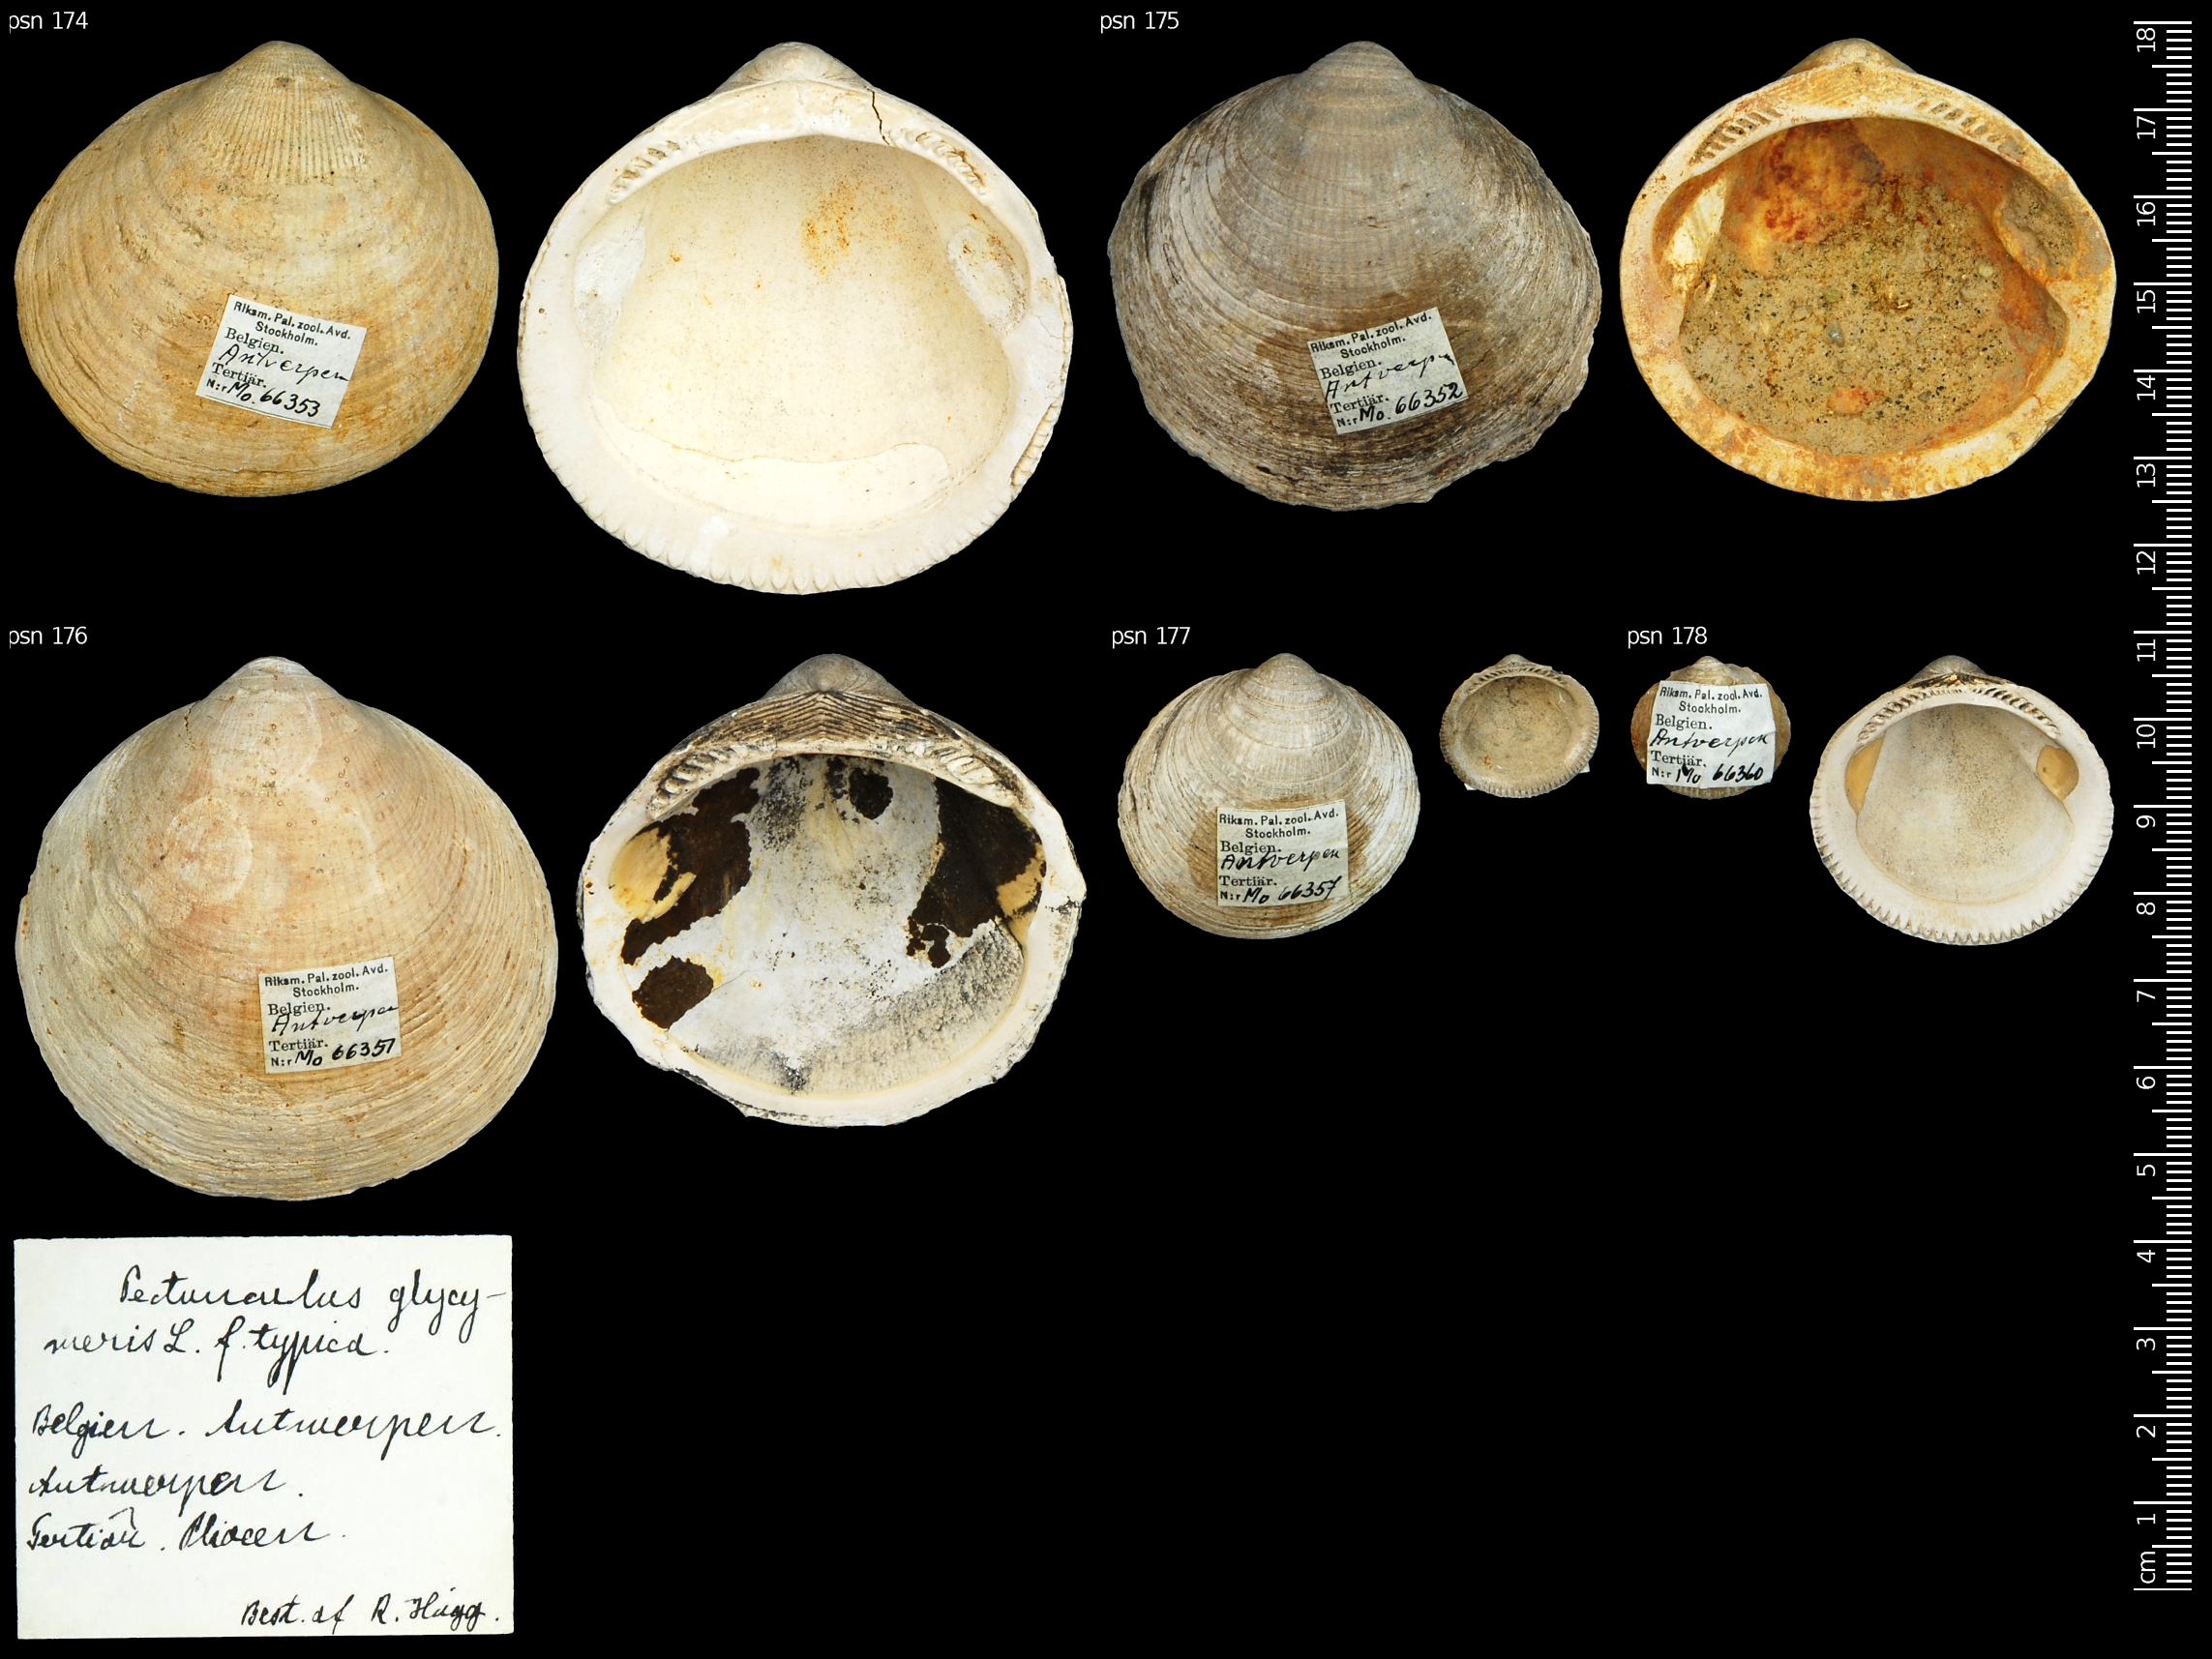 psn 174
Riksm. Pal. zool. Avd.
Stockholm.
Belgien.
Antverpen
Tertiär.
N:r Mo. 66353
psn 175
Riksm. Pal. zool. Avd.
Stockholm.
Belgien.
Antverpen
Tertiär.
N:r Mo. 66352
psn 176
Riksm. Pal. zool. Avd.
Stockholm.
Belgien.
Antverpen
Tertiär.
N:r Mo 66351
psn 177
Riksm. Pal. zool. Avd.
Stockholm.
Belgien.
Antverpen
Tertiär.
N:r Mo 66357
psn 178
Riksm. Pal. zool. Avd.
Stockholm.
Belgien.
Antverpen
Tertiär.
N:r Mo 66360
Pectunculus glycy-
meris L. f. typica.
Belgien. Antwerpen.
Antwerpen.
Tertiär. Pliocen.
Best. af R. Hägg.
18
17
16
15
14
13
12
11
10
9
8
7
6
5
4
3
2
1
cm